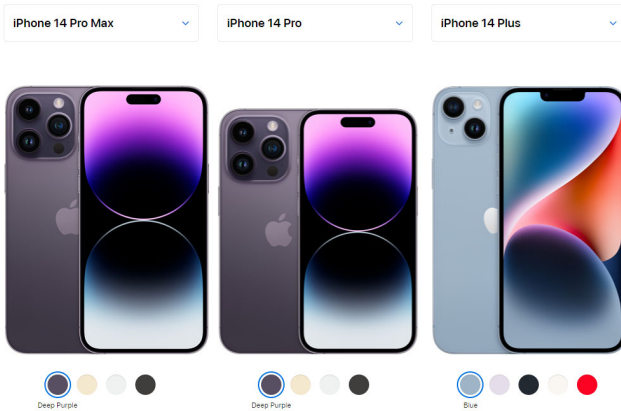 iPhone 14 Pro Max
iPhone 14 Pro
iPhone 14 Plus
Deep Purple
Deep Purple
Blue